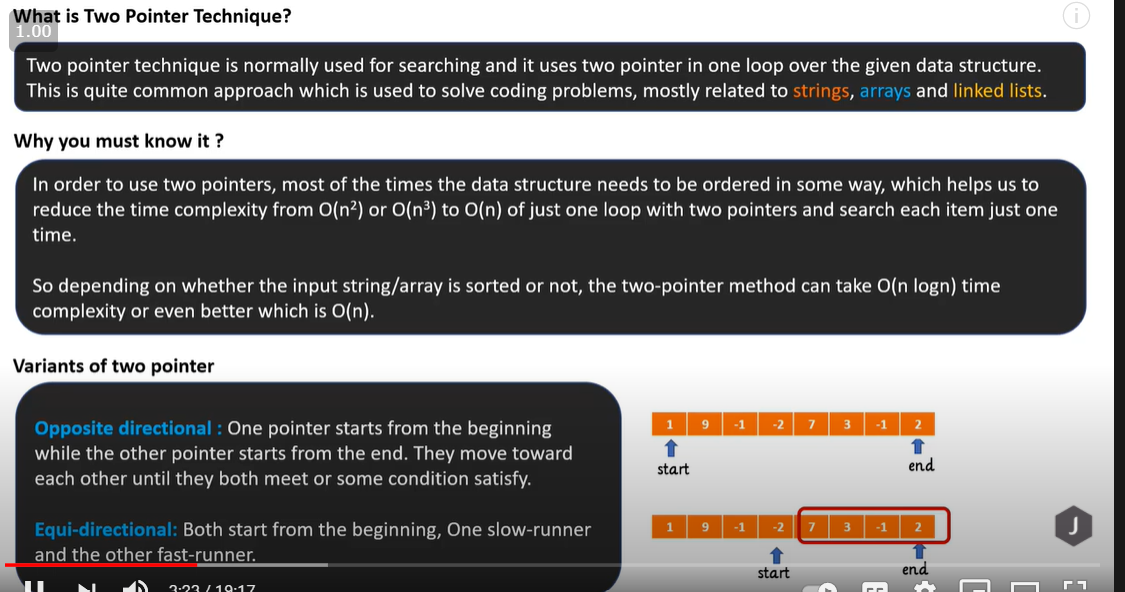 What is Two Pointer Technique?
1.00
Two pointer technique is normally used for searching and it uses two pointer in one loop over the given data structure.
This is quite common approach which is used to solve coding problems, mostly related to strings, arrays and linked lists.
Why you must know it ?
In order to use two pointers, most of the times the data structure needs to be ordered in some way, which helps us to
reduce the time complexity from O(n²) or O(n³) to O(n) of just one loop with two pointers and search each item just one
time.
So depending on whether the input string/array is sorted or not, the two-pointer method can take O(n logn) time
complexity or even better which is O(n).
Variants of two pointer
Opposite directional : One pointer starts from the beginning
while the other pointer starts from the end. They move toward
each other until they both meet or some condition satisfy.
Equi-directional: Both start from the beginning, One slow-runner
and the other fast-runner.
1 9 -1 -2 7 3 -1 2
start end
1 9 -1 -2 7 3 -1 2
start end
J
3:23 / 19:17